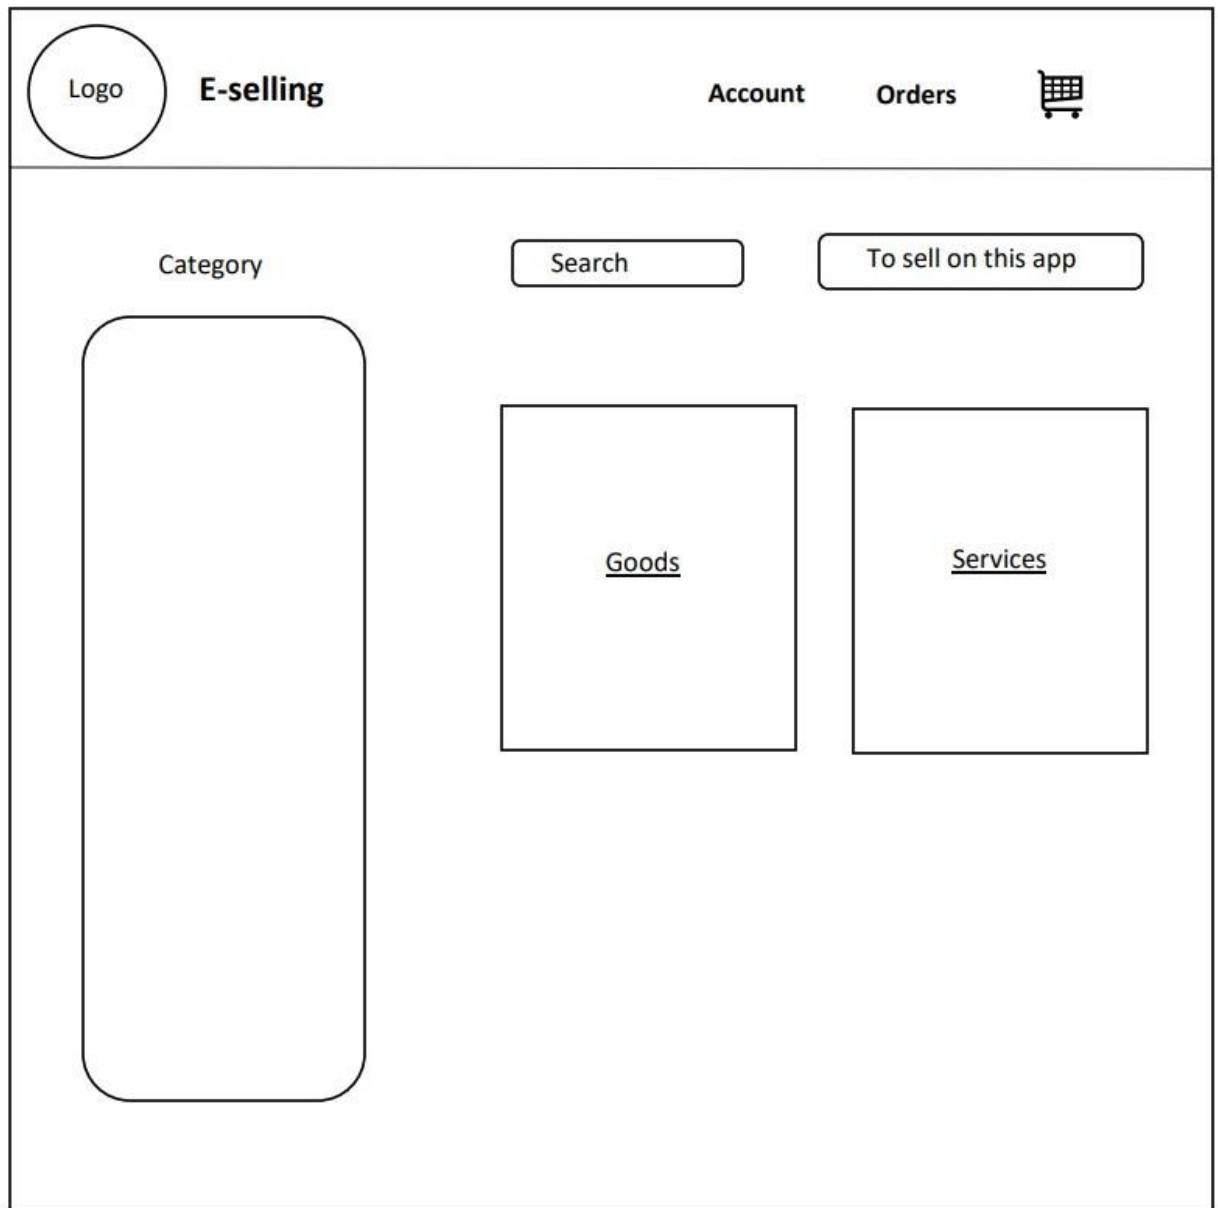 Logo
E-selling
Account
Orders
Category
Search
To sell on this app
Goods
Services